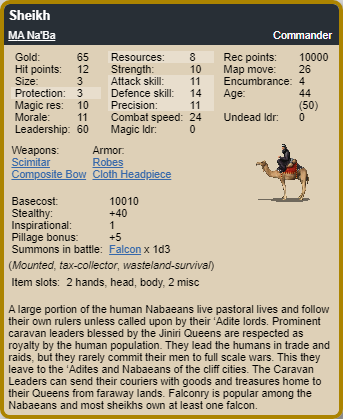 Sheikh
MA Na'Ba Commander
Gold: 65 Resources: 8 Rec points: 10000
Hit points: 12 Strength: 10 Map move: 26
Size: 3 Attack skill: 11 Encumbrance: 4
Protection: 3 Defence skill: 14 Age: 44
Magic res: 10 Precision: 11 (50)
Morale: 11 Combat speed: 24 Undead ldr: 0
Leadership: 60 Magic ldr: 0
Weapons: Armor:
Scimitar Robes
Composite Bow Cloth Headpiece
Basecost: 10010
Stealthy: +40
Inspirational: 1
Pillage bonus: +5
Summons in battle: Falcon x 1d3
(Mounted, tax-collector, wasteland-survival)
Item slots: 2 hands, head, body, 2 misc
A large portion of the human Nabaeans live pastoral lives and follow
their own rulers unless called upon by their 'Adite lords. Prominent
caravan leaders blessed by the Jiniri Queens are respected as
royalty by the human population. They lead the humans in trade and
raids, but they rarely commit their men to full scale wars. This they
leave to the 'Adites and Nabaeans of the cliff cities. The Caravan
Leaders can send their couriers with goods and treasures home to
their Queens from faraway lands. Falconry is popular among the
Nabaeans and most sheikhs own at least one falcon.